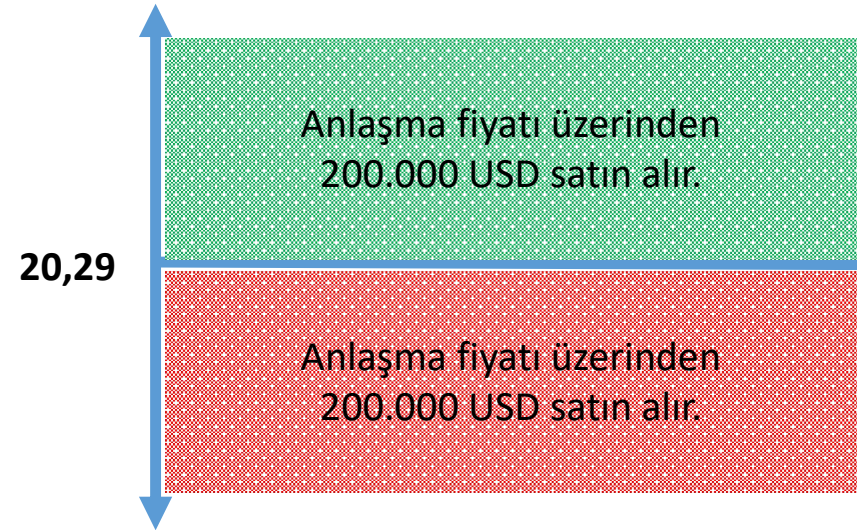 Anlaşma fiyatı üzerinden
200.000 USD satın alır.
20,29
Anlaşma fiyatı üzerinden
200.000 USD satın alır.